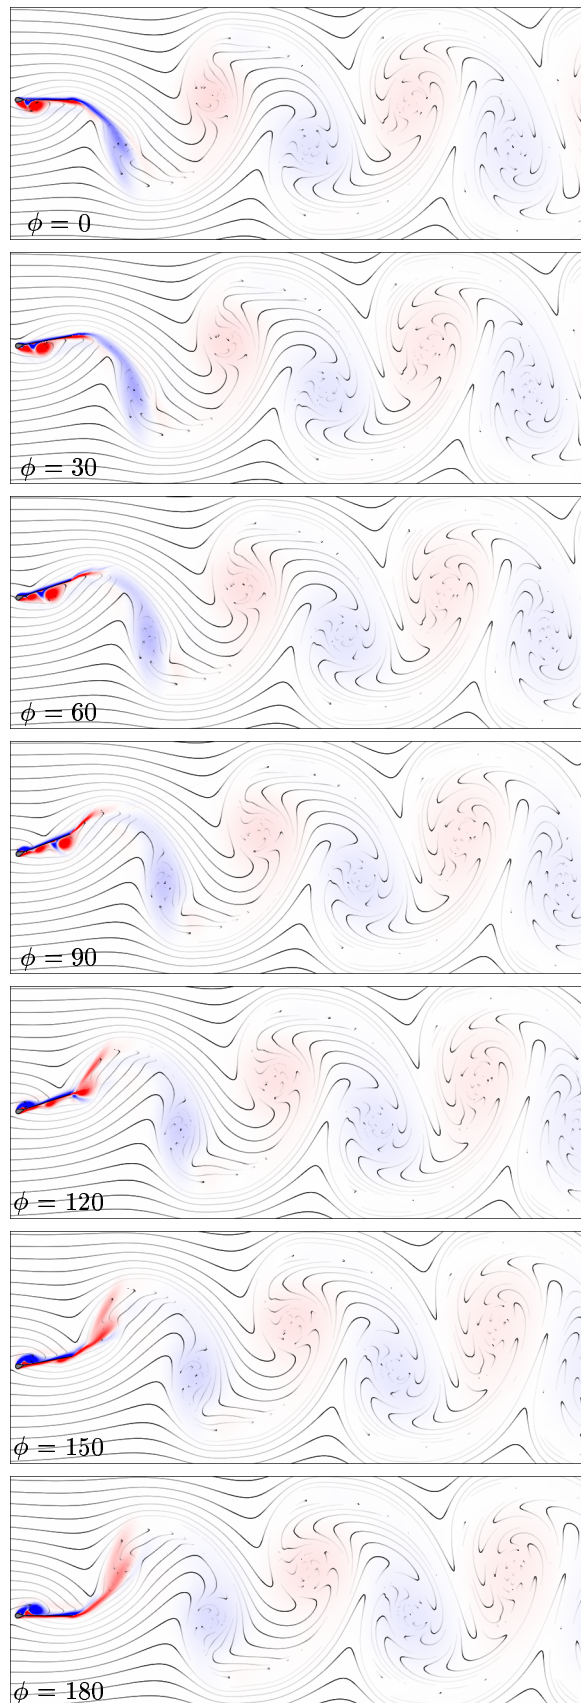 ϕ = 0
ϕ = 30
ϕ = 60
ϕ = 90
ϕ = 120
ϕ = 150
ϕ = 180